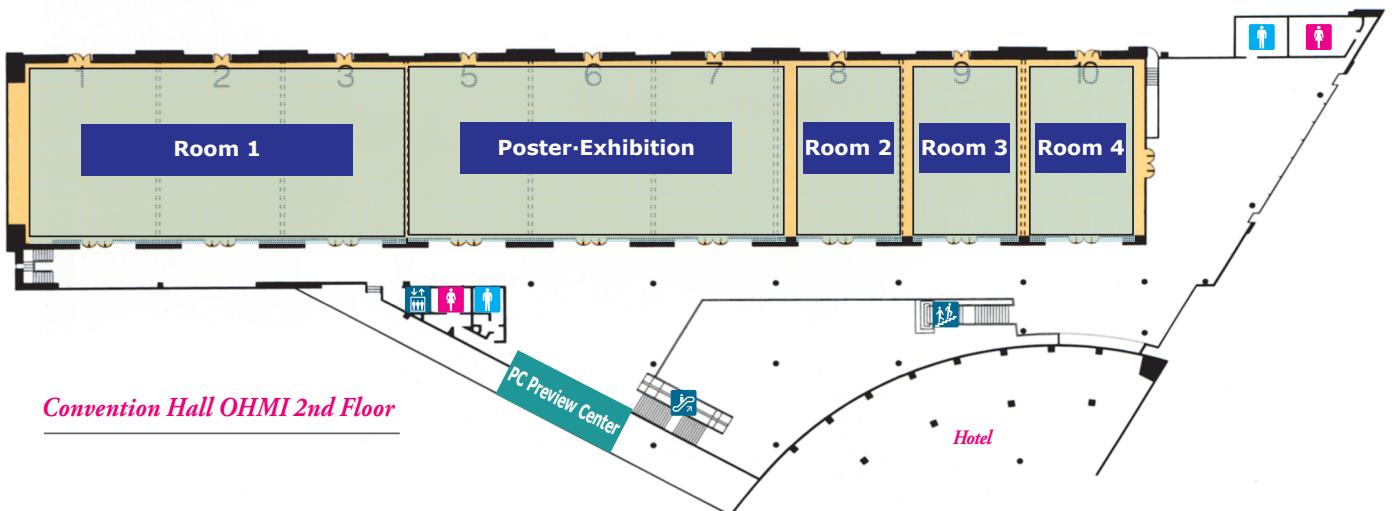 1
2
3
5
6
7
8
9
10
Room 1
Poster·Exhibition
Room 2
Room 3
Room 4
PC Preview Center
Convention Hall OHMI 2nd Floor
Hotel